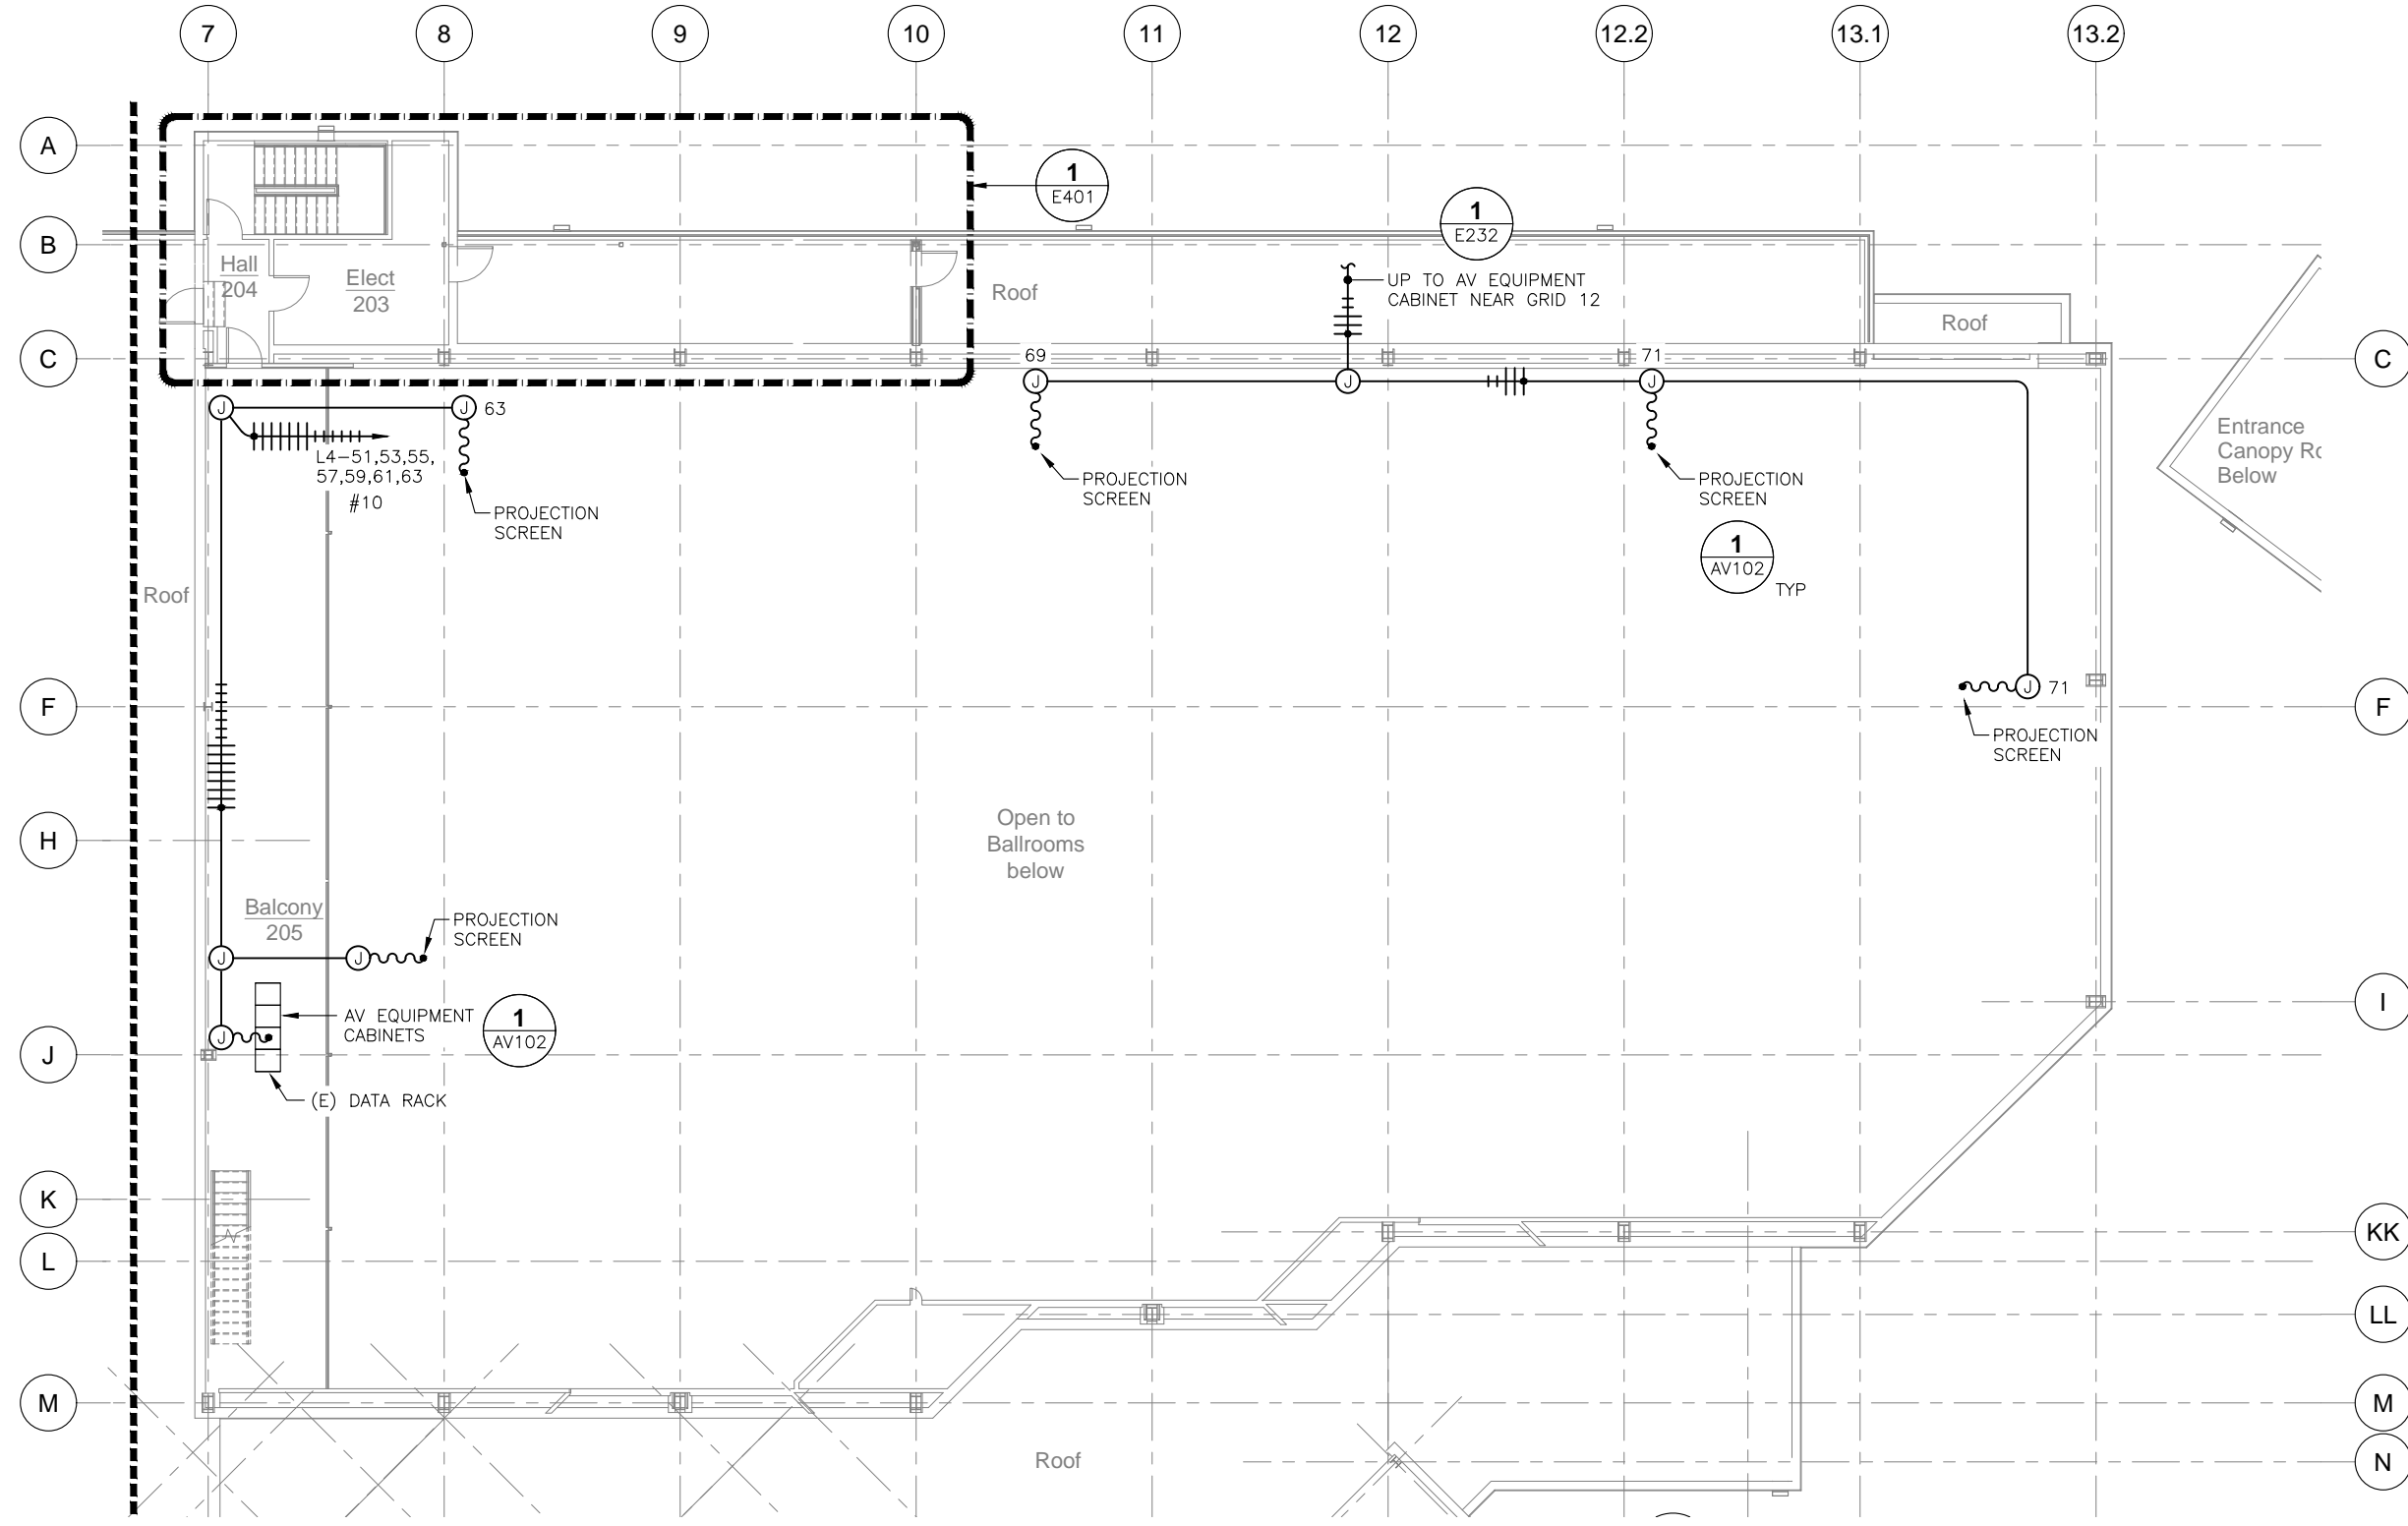 7
8
9
10
11
12
12.2
13.1
13.2
A
1
E401
1
E232
B
Hall
204
Elect
203
Roof
UP TO AV EQUIPMENT
CABINET NEAR GRID 12
Roof
C
69
71
C
J
J
63
J
J
J
L4-51,53,55,
57,59,61,63
#10
PROJECTION
SCREEN
PROJECTION
SCREEN
PROJECTION
SCREEN
Entrance
Canopy Ro
Below
1
AV102
TYP
Roof
F
J
71
F
PROJECTION
SCREEN
Open to
Ballrooms
below
H
Balcony
205
PROJECTION
SCREEN
J
J
I
AV EQUIPMENT
CABINETS
1
AV102
J
J
(E) DATA RACK
K
KK
L
LL
M
M
Roof
N